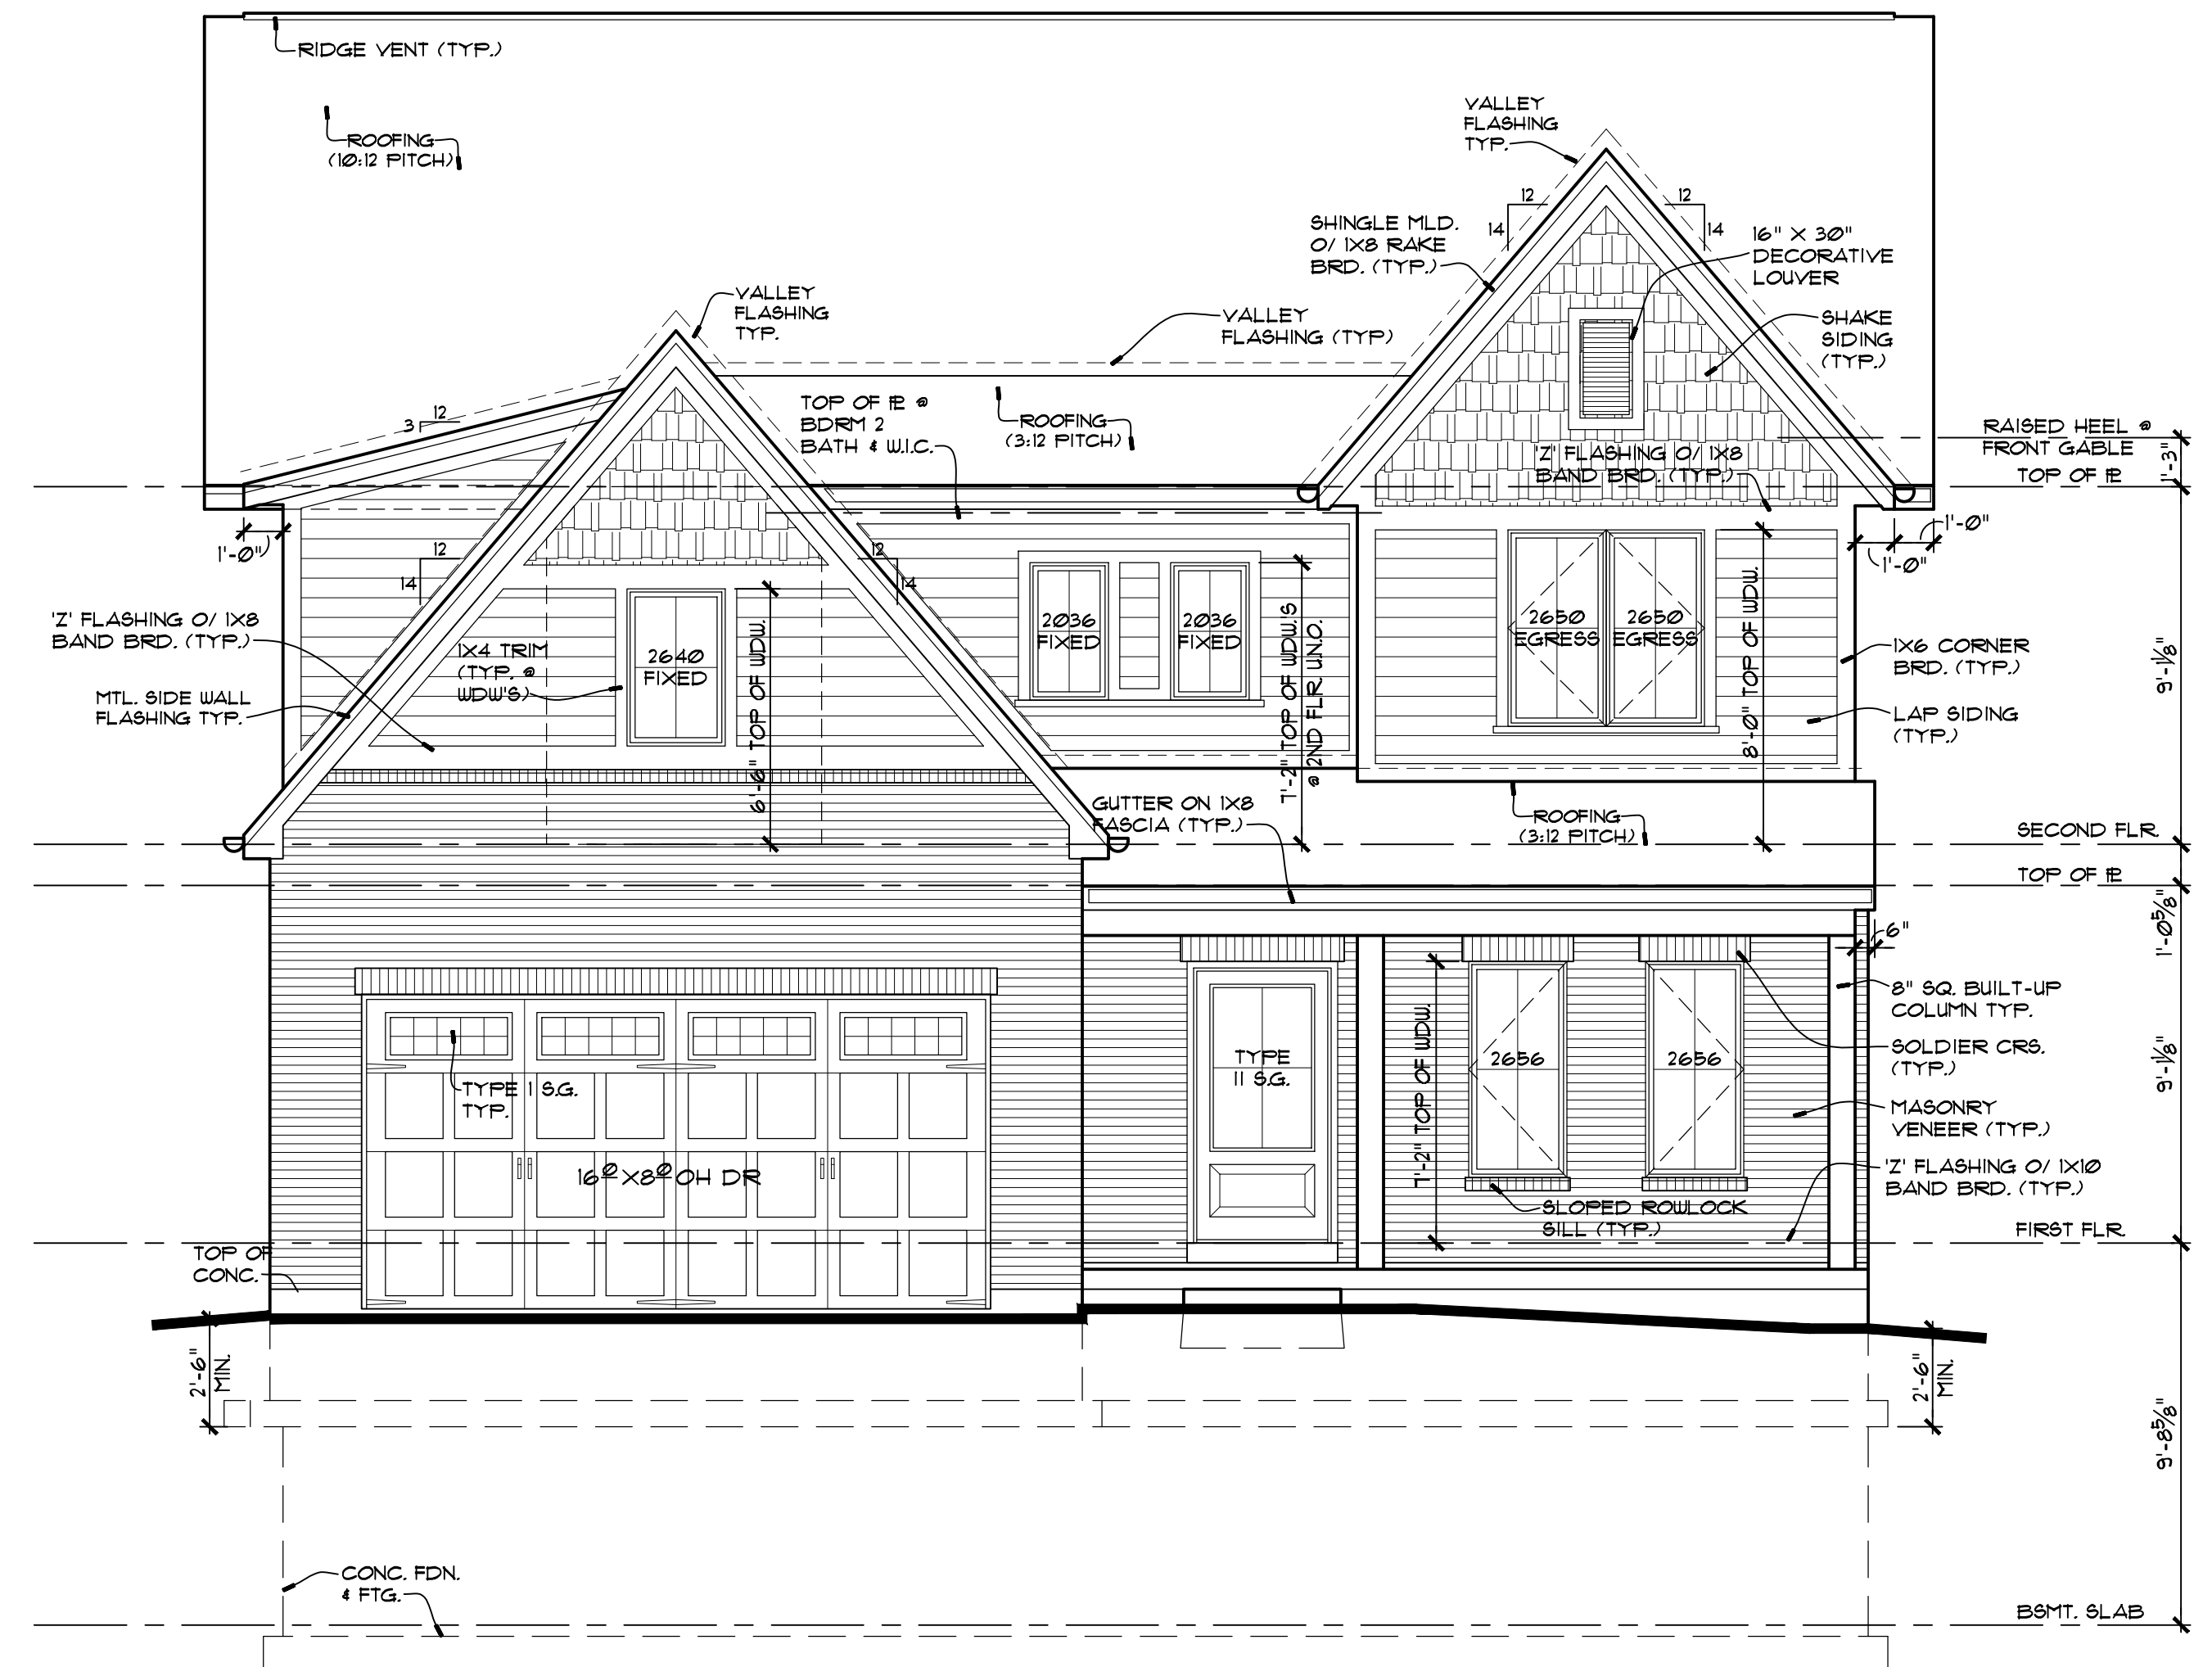 RIDGE VENT (TYP.)
ROOFING
(10:12 PITCH)
VALLEY
FLASHING
TYP.
12
14
12
14
SHINGLE MLD.
O/ 1X8 RAKE
BRD. (TYP.)
16" X 30"
DECORATIVE
LOUVER
VALLEY
FLASHING
TYP.
VALLEY
FLASHING (TYP)
SHAKE
SIDING
(TYP.)
3
12
TOP OF PL @
BDRM 2
BATH & W.I.C.
ROOFING
(3:12 PITCH)
'Z' FLASHING O/ 1X8
BAND BRD. (TYP.)
RAISED HEEL @
FRONT GABLE
TOP OF PL
1'-3"
1'-0"
1'-0"
1'-0"
12
14
12
14
'Z' FLASHING O/ 1X8
BAND BRD. (TYP.)
1X4 TRIM
(TYP. @
WDW'S)
2640
FIXED
6'-6" TOP OF WDW.
2036
FIXED
2036
FIXED
7'-2" TOP OF WDW.'S
@ 2ND FLR. U.N.O.
2650
EGRESS
2650
EGRESS
8'-0" TOP OF WDW.
1X6 CORNER
BRD. (TYP.)
9'-1 1/8"
MTL. SIDE WALL
FLASHING TYP.
LAP SIDING
(TYP.)
GUTTER ON 1X8
FASCIA (TYP.)
ROOFING
(3:12 PITCH)
SECOND FLR.
TOP OF PL
1'-0 5/8"
6"
8" SQ. BUILT-UP
COLUMN TYP.
SOLDIER CRS.
(TYP.)
TYPE 1 S.G.
TYP.
TYPE
11 S.G.
7'-2" TOP OF WDW.
2656
2656
9'-1 1/8"
MASONRY
VENEER (TYP.)
16⁰X8⁰ OH DR
'Z' FLASHING O/ 1X10
BAND BRD. (TYP.)
SLOPED ROWLOCK
SILL (TYP.)
FIRST FLR.
TOP OF
CONC.
2'-6"
MIN.
2'-6"
MIN.
9'-8 5/8"
CONC. FDN.
& FTG.
BSMT. SLAB